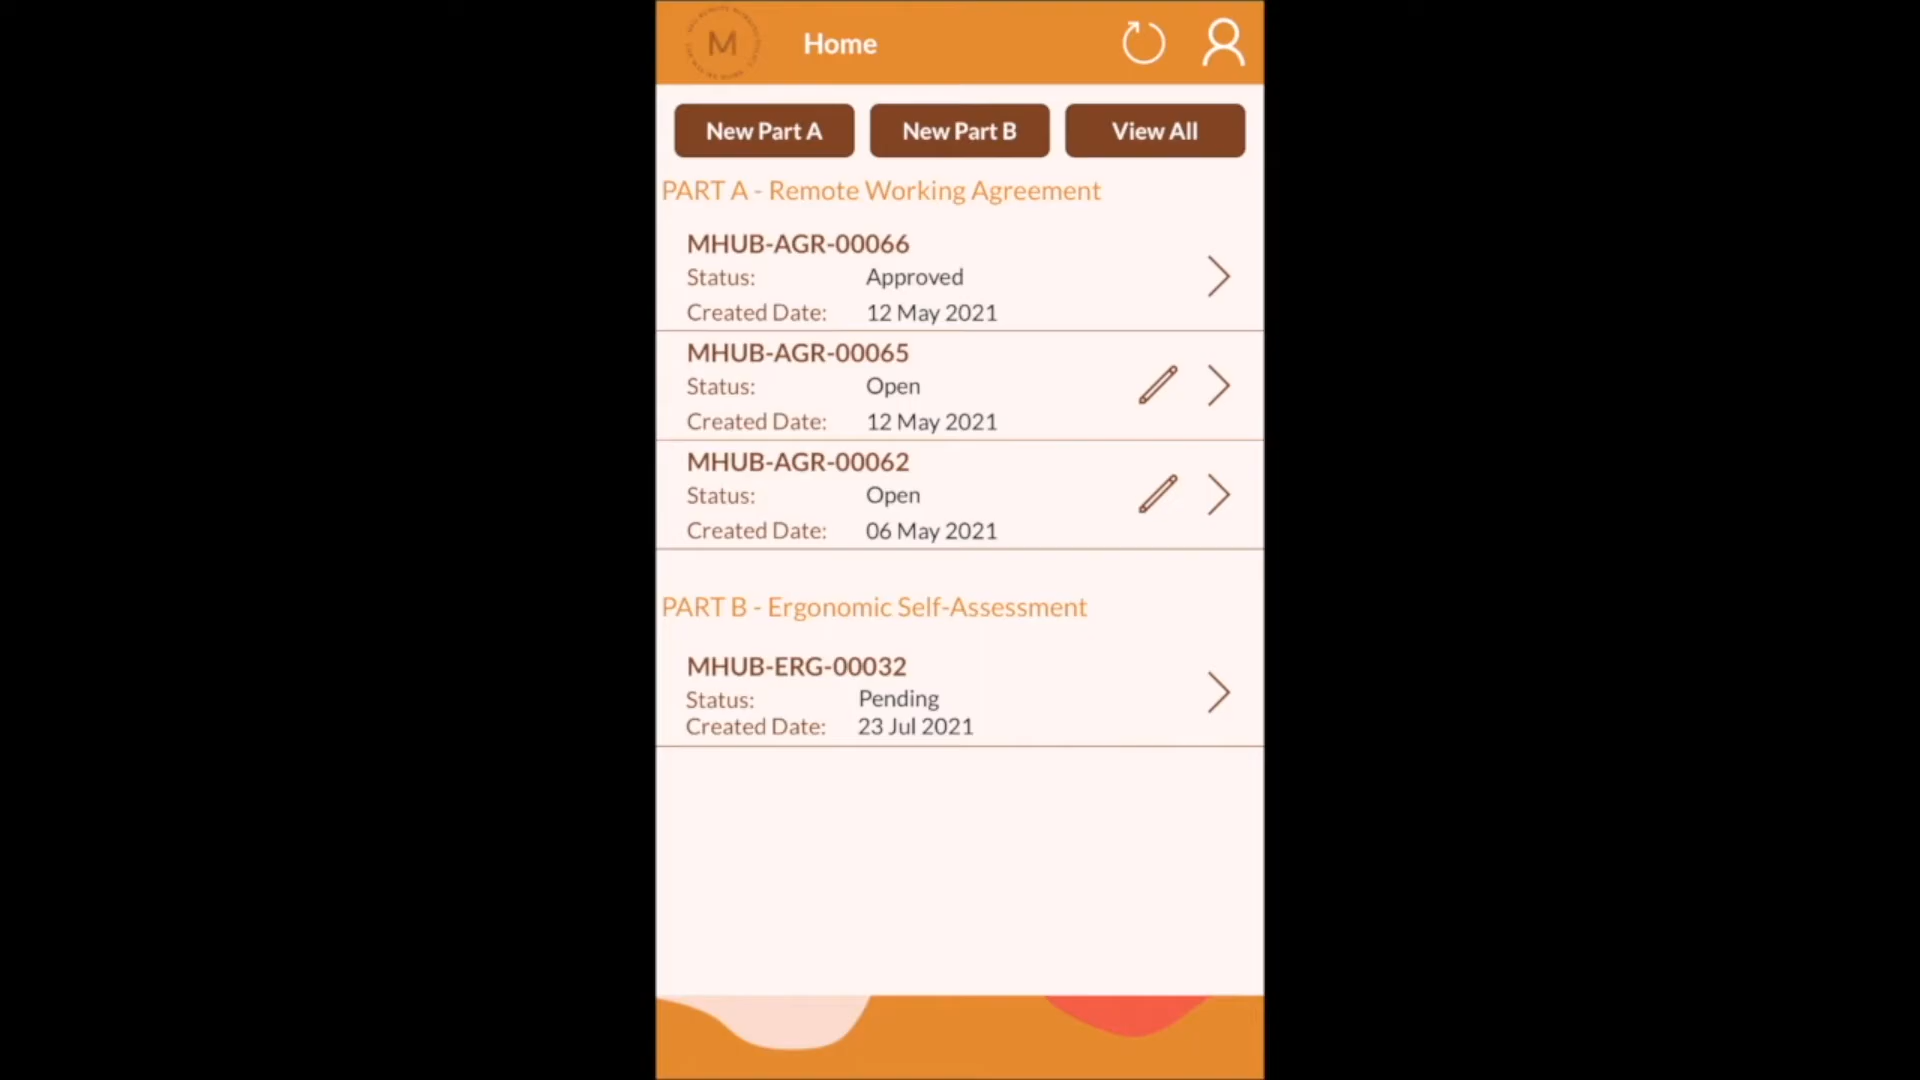 M
Home
New Part A
New Part B
View All
PART A - Remote Working Agreement
MHUB-AGR-00066
Status: Approved
Created Date: 12 May 2021
MHUB-AGR-00065
Status: Open
Created Date: 12 May 2021
MHUB-AGR-00062
Status: Open
Created Date: 06 May 2021
PART B - Ergonomic Self-Assessment
MHUB-ERG-00032
Status: Pending
Created Date: 23 Jul 2021